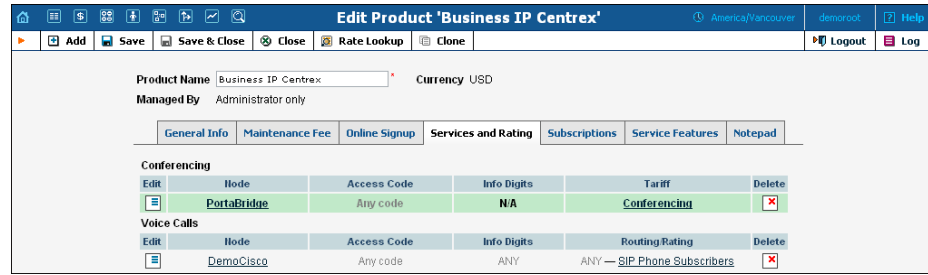 Edit Product 'Business IP Centrex' America/Vancouver demoroot Help
Add Save Save & Close Close Rate Lookup Clone Logout Log
Product Name Business IP Centrex * Currency USD
Managed By Administrator only
General Info Maintenance Fee Online Signup Services and Rating Subscriptions Service Features Notepad
Conferencing
Edit Node Access Code Info Digits Tariff Delete
PortaBridge Any code N/A Conferencing
Voice Calls
Edit Node Access Code Info Digits Routing/Rating Delete
DemoCisco Any code ANY ANY — SIP Phone Subscribers